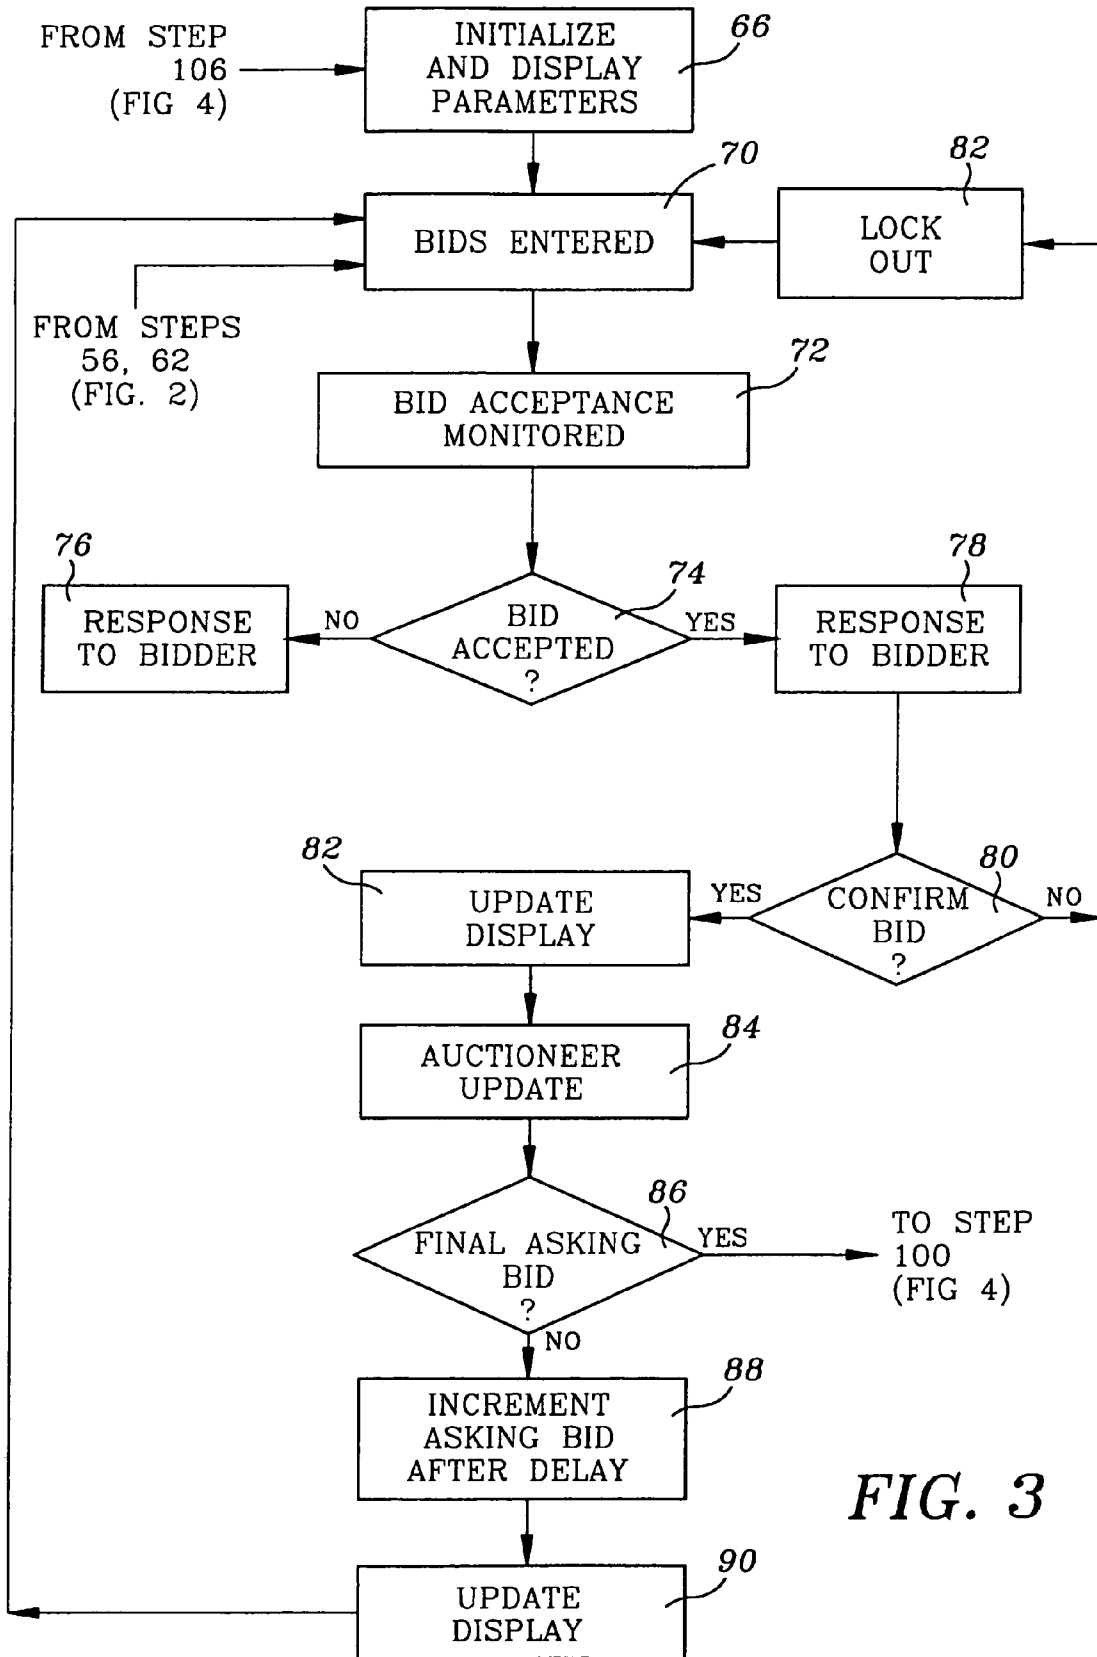 FROM STEP
106
(FIG 4)
INITIALIZE
AND DISPLAY
PARAMETERS
66
70
82
BIDS ENTERED
LOCK
OUT
FROM STEPS
56, 62
(FIG. 2)
72
BID ACCEPTANCE
MONITORED
76
74
78
RESPONSE
TO BIDDER
NO
BID
ACCEPTED
?
YES
RESPONSE
TO BIDDER
82
UPDATE
DISPLAY
YES
80
CONFIRM
BID
?
NO
84
AUCTIONEER
UPDATE
86
FINAL ASKING
BID
?
YES
TO STEP
100
(FIG 4)
NO
88
INCREMENT
ASKING BID
AFTER DELAY
FIG. 3
90
UPDATE
DISPLAY